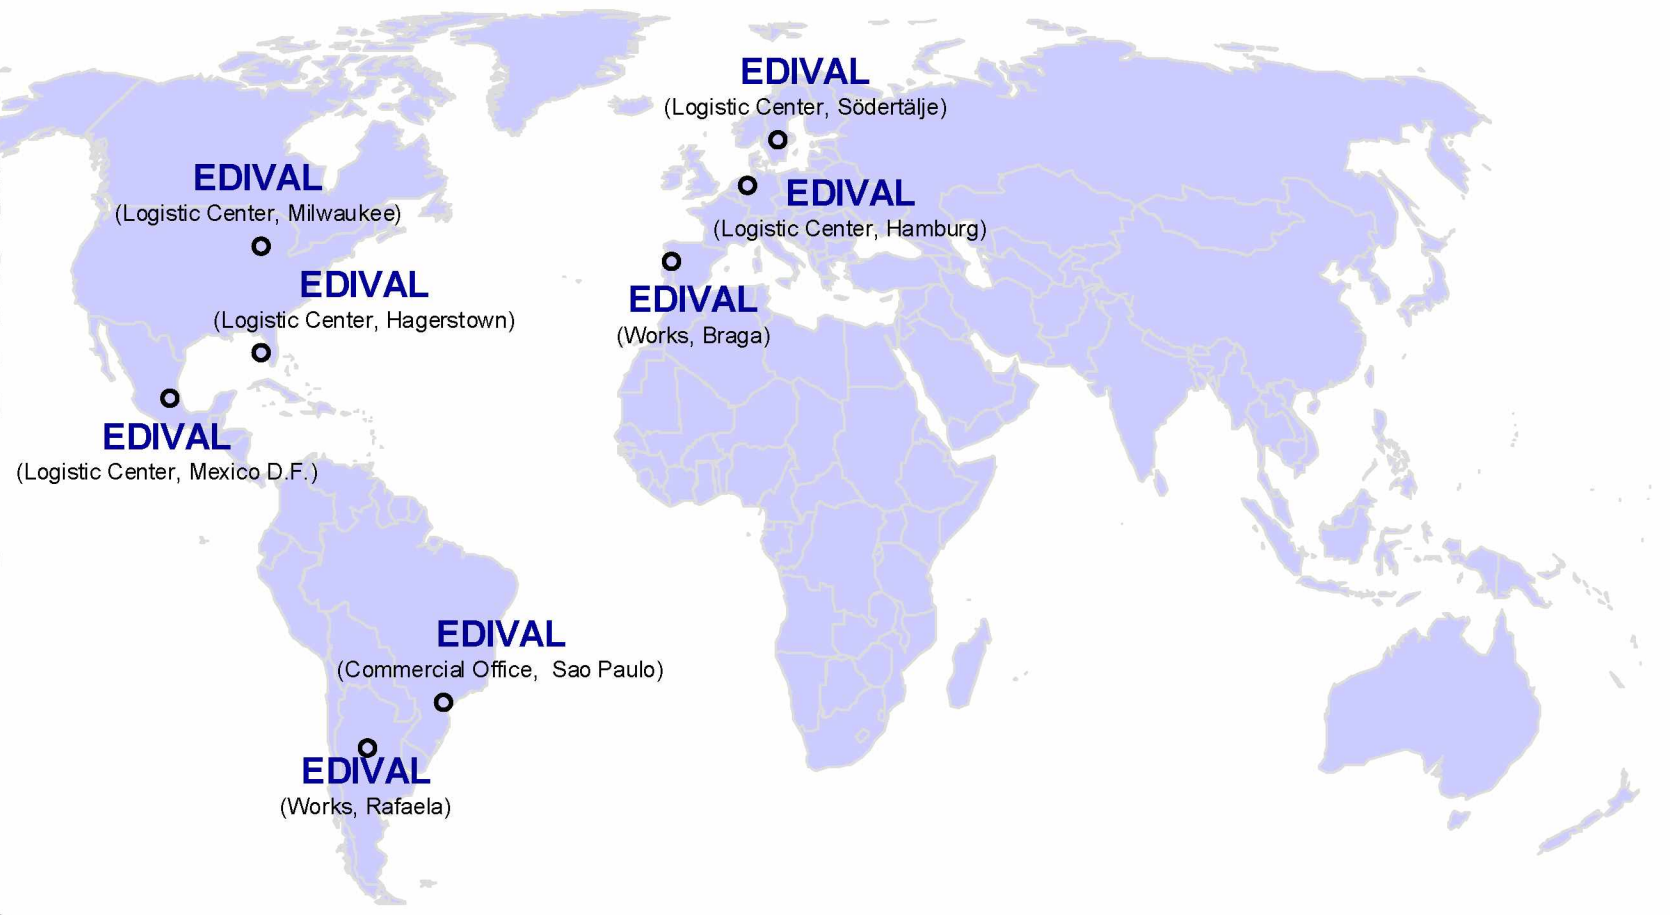 EDIVAL
(Logistic Center, Södertälje)
EDIVAL
(Logistic Center, Milwaukee)
EDIVAL
(Logistic Center, Hamburg)
EDIVAL
(Logistic Center, Hagerstown)
EDIVAL
(Works, Braga)
EDIVAL
(Logistic Center, Mexico D.F.)
EDIVAL
(Commercial Office, Sao Paulo)
EDIVAL
(Works, Rafaela)